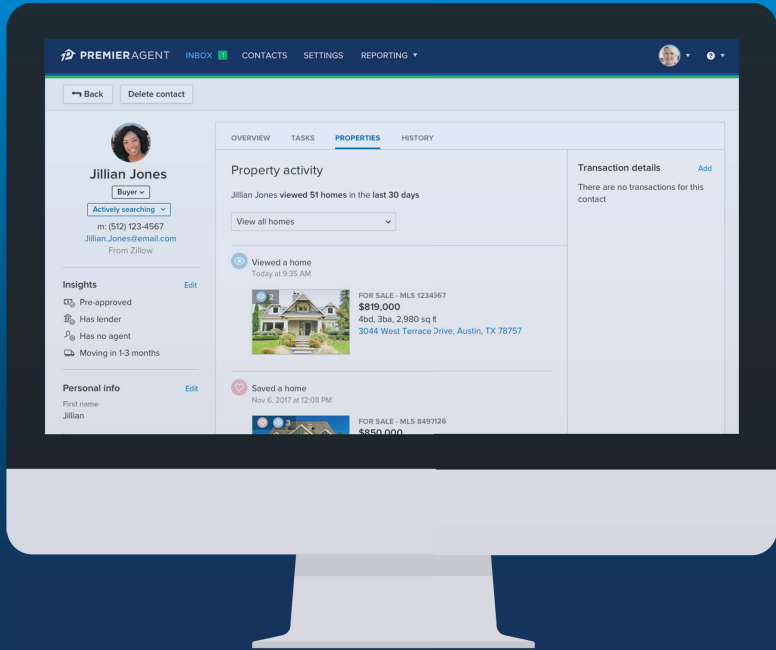 PREMIERAGENT INBOX 1 CONTACTS SETTINGS REPORTING
Back Delete contact
Jillian Jones
Buyer
Actively searching
m: (512) 123-4567
Jillian.Jones@email.com
From Zillow
Insights Edit
Pre-approved
Has lender
Has no agent
Moving in 1-3 months
Personal info Edit
First name
Jillian
OVERVIEW TASKS PROPERTIES HISTORY
Property activity
Jillian Jones viewed 51 homes in the last 30 days
View all homes
Viewed a home
Today at 9:35 AM
2
FOR SALE - MLS 1234567
$819,000
4bd, 3ba, 2,980 sq ft
3044 West Terrace Drive, Austin, TX 78757
Saved a home
Nov 6, 2017 at 12:08 PM
3
FOR SALE - MLS 8497126
$850,000
Transaction details Add
There are no transactions for this
contact